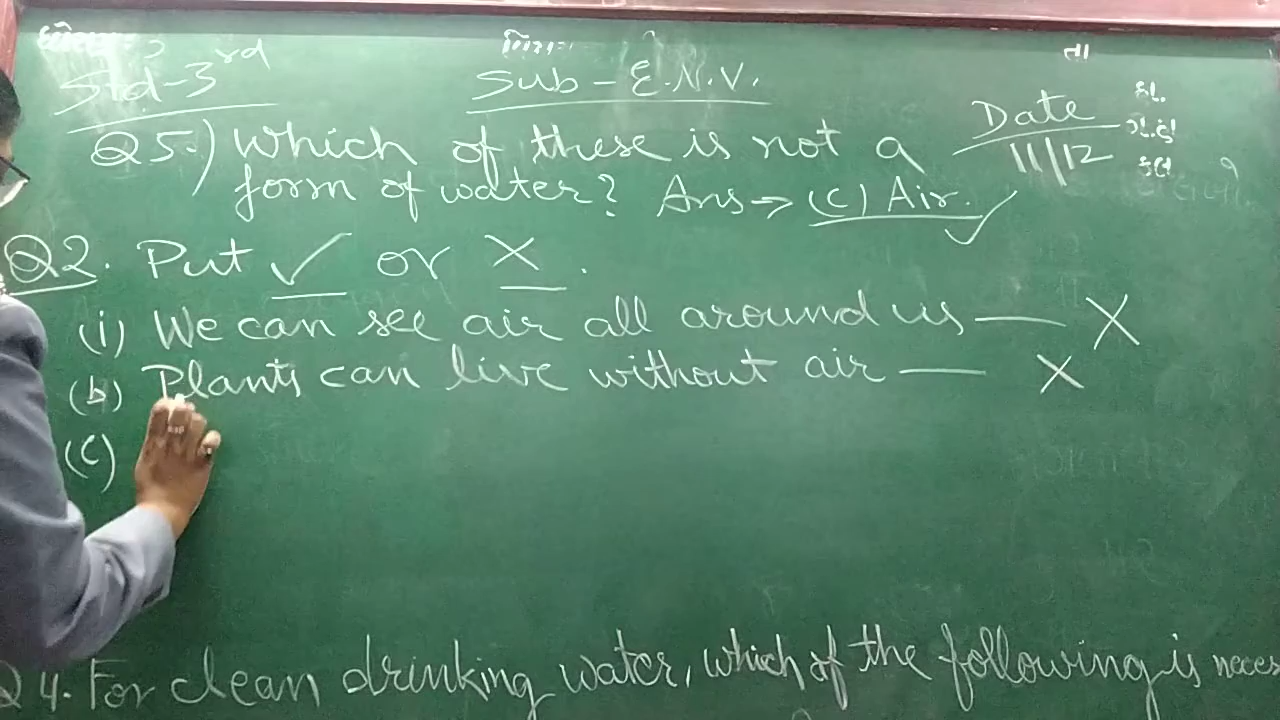 Std-3rd
Sub-E.N.V.
Date
11/12
તા
Q5.) Which of these is not a
form of water? Ans→ (C) Air. ✓
Q2. Put ✓ or X.
(i) We can see air all around us — X
(b) Plants can live without air — X
(C)
Q4. For clean drinking water, which of the following is neces